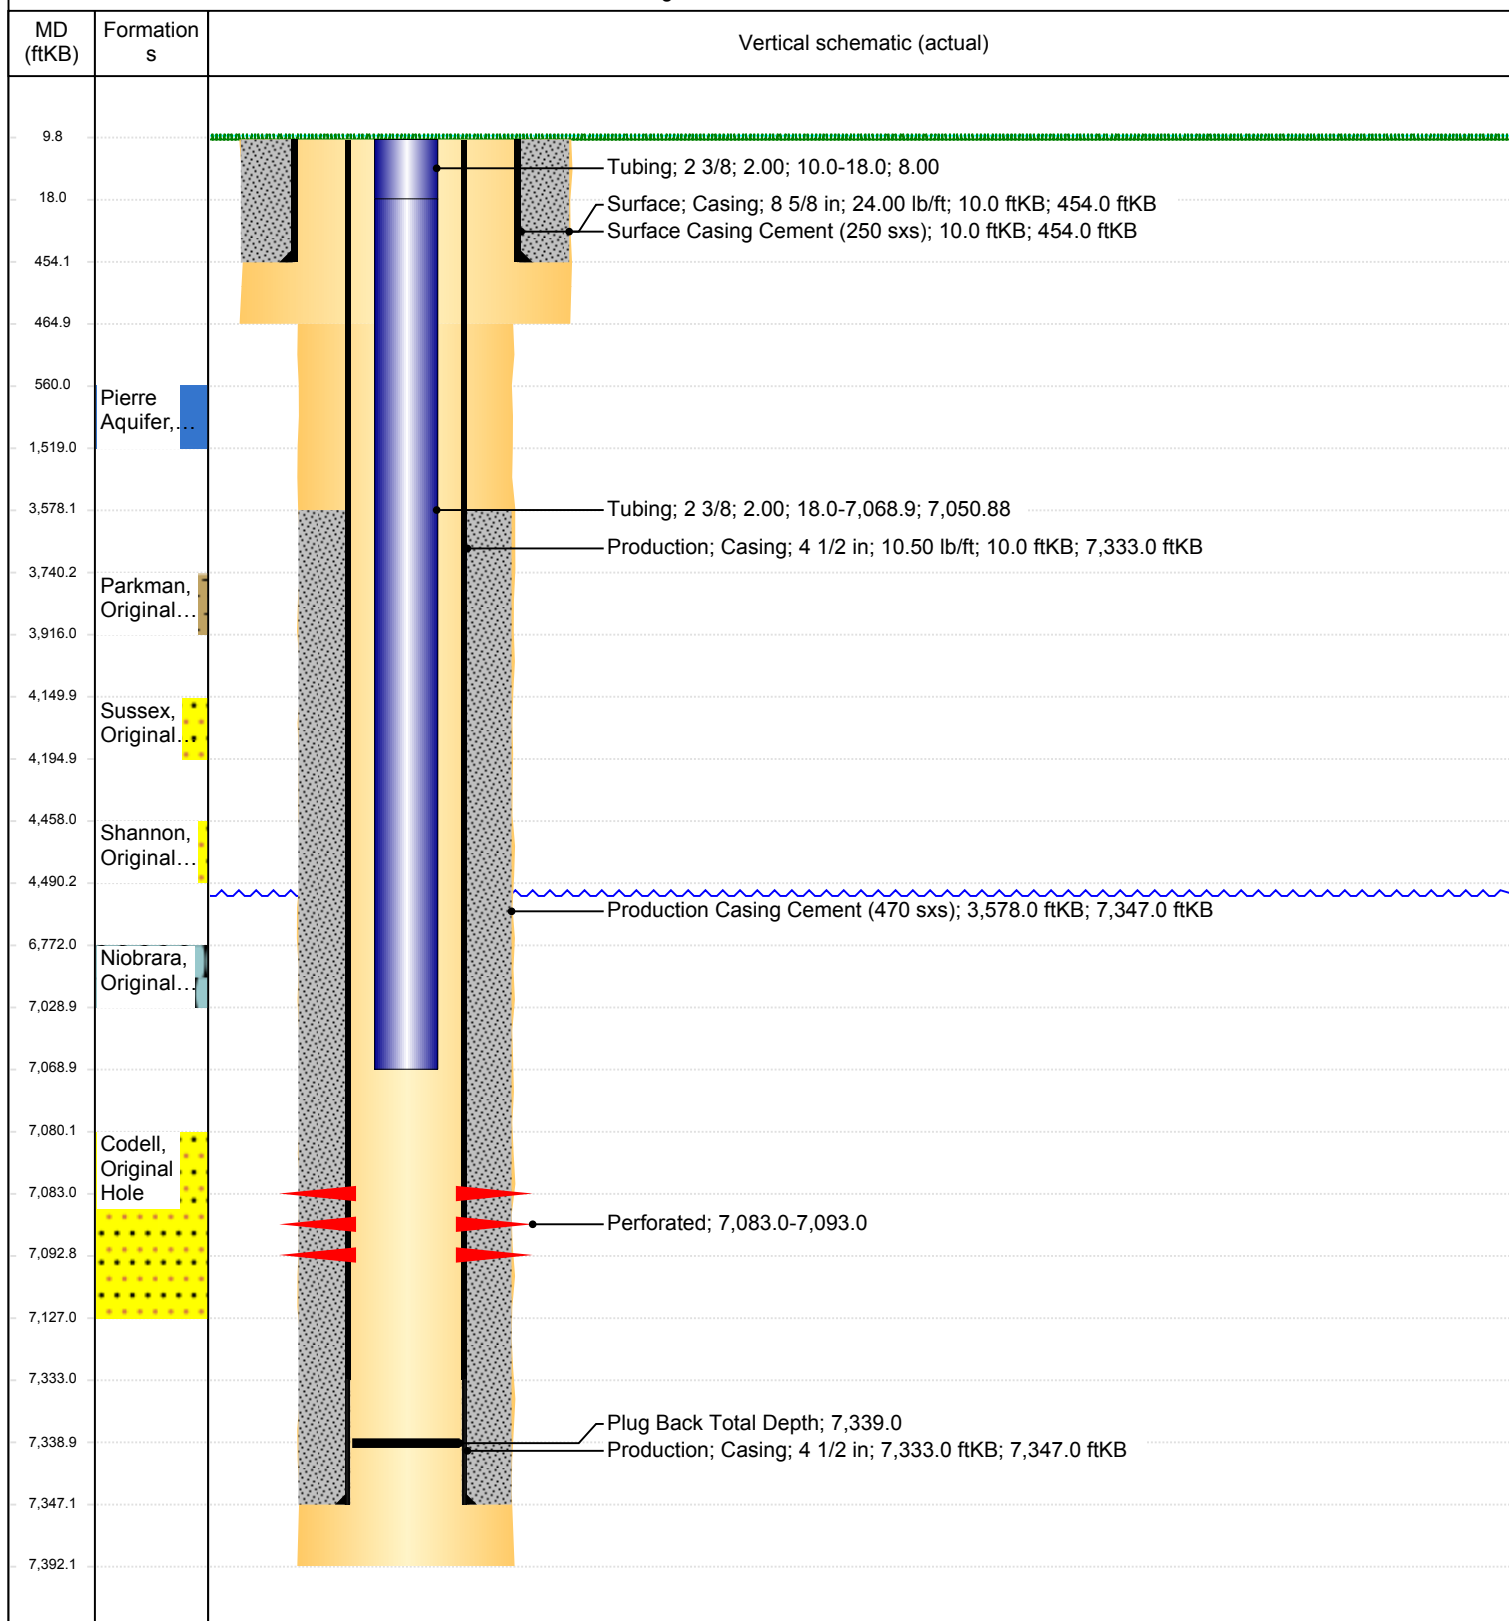 MD (ftKB)
Formation s
Vertical schematic (actual)
9.8
Tubing; 2 3/8; 2.00; 10.0-18.0; 8.00
18.0
Surface; Casing; 8 5/8 in; 24.00 lb/ft; 10.0 ftKB; 454.0 ftKB
Surface Casing Cement (250 sxs); 10.0 ftKB; 454.0 ftKB
454.1
464.9
560.0
Pierre
Aquifer,...
1,519.0
3,578.1
Tubing; 2 3/8; 2.00; 18.0-7,068.9; 7,050.88
Production; Casing; 4 1/2 in; 10.50 lb/ft; 10.0 ftKB; 7,333.0 ftKB
3,740.2
Parkman,
Original...
3,916.0
4,149.9
Sussex,
Original...
4,194.9
4,458.0
Shannon,
Original...
4,490.2
Production Casing Cement (470 sxs); 3,578.0 ftKB; 7,347.0 ftKB
6,772.0
Niobrara,
Original...
7,028.9
7,068.9
7,080.1
Codell,
Original
Hole
7,083.0
Perforated; 7,083.0-7,093.0
7,092.8
7,127.0
7,333.0
Plug Back Total Depth; 7,339.0
7,338.9
Production; Casing; 4 1/2 in; 7,333.0 ftKB; 7,347.0 ftKB
7,347.1
7,392.1